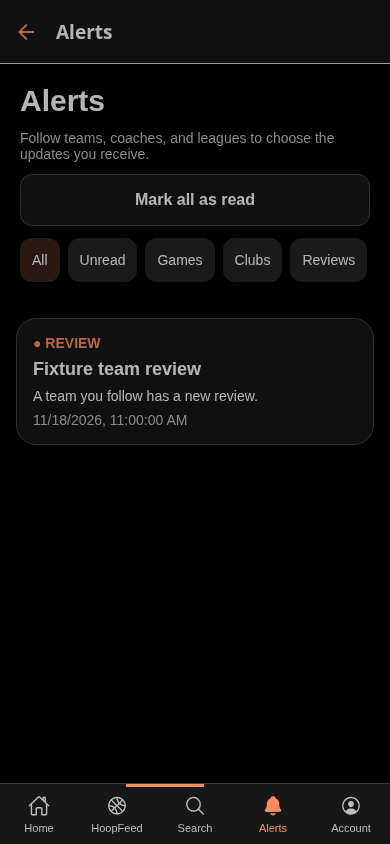 Alerts
Alerts
Follow teams, coaches, and leagues to choose the
updates you receive.
Mark all as read
All Unread Games Clubs Reviews
● REVIEW
Fixture team review
A team you follow has a new review.
11/18/2026, 11:00:00 AM
Home HoopFeed Search Alerts Account